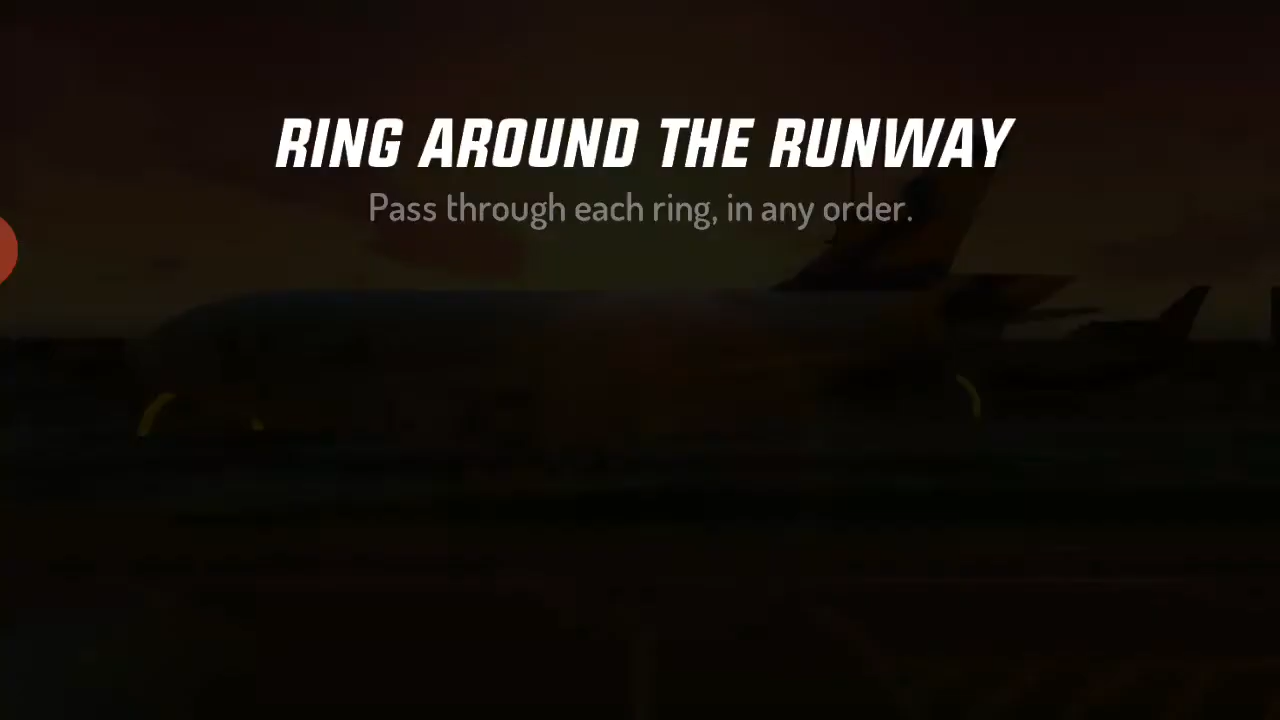 RING AROUND THE RUNWAY
Pass through each ring, in any order.